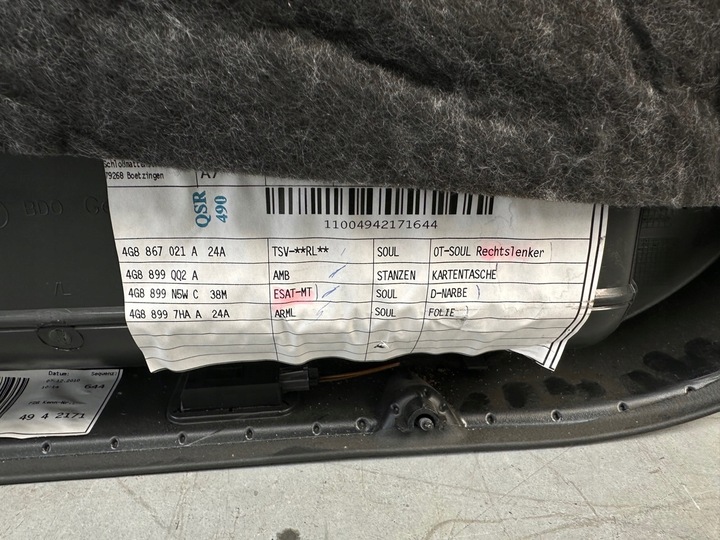 79268 Boetzingen
A7
QSR
490
11004942171644
4G8 867 021 A 24A TSV-**RL** SOUL OT-SOUL Rechtslenker
4G8 899 QQ2 A AMB STANZEN KARTENTASCHE
4G8 899 N5W C 38M ESAT-MT SOUL D-NARBE
4G8 899 7HA A 24A ARML SOUL FOLIE
Datum: Sequenz:
644
49 4 2171